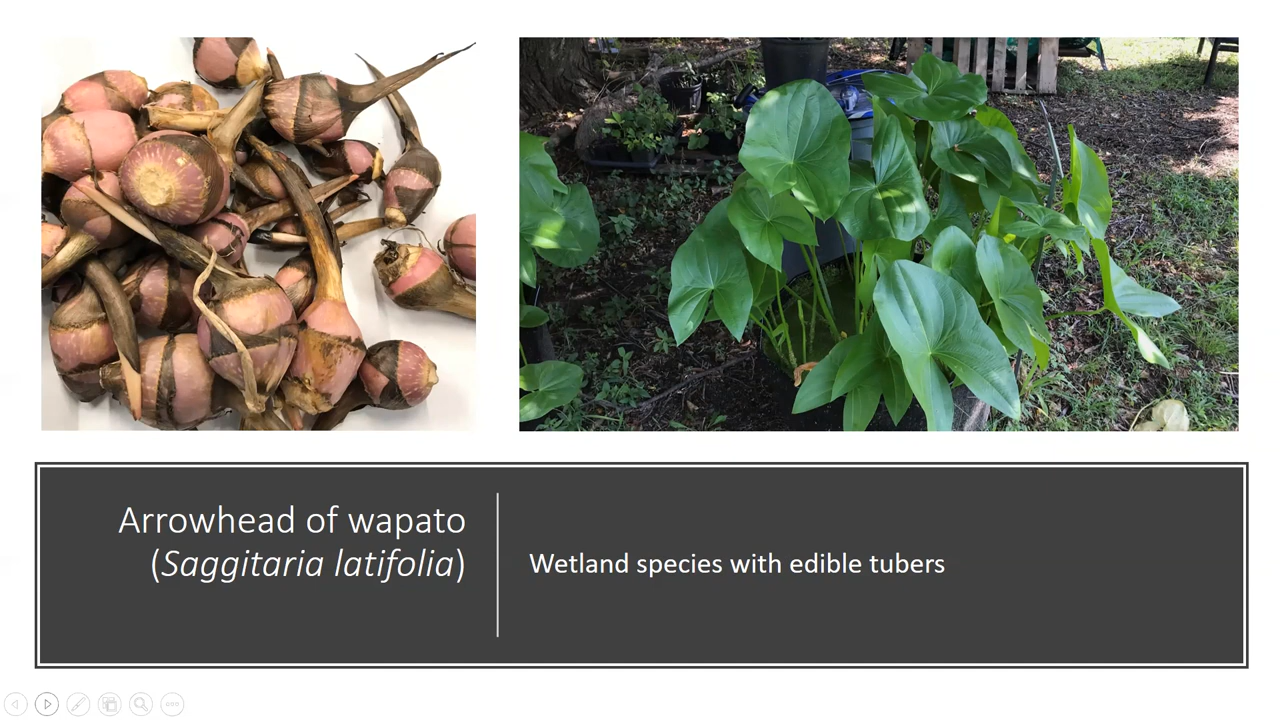 Arrowhead of wapato
(Saggitaria latifolia)
Wetland species with edible tubers